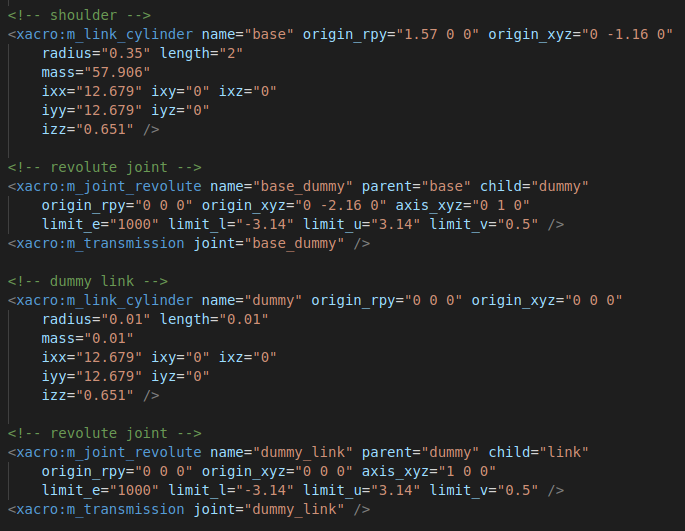 <!-- shoulder -->
<xacro:m_link_cylinder name="base" origin_rpy="1.57 0 0" origin_xyz="0 -1.16 0"
    radius="0.35" length="2"
    mass="57.906"
    ixx="12.679" ixy="0" ixz="0"
    iyy="12.679" iyz="0"
    izz="0.651" />

<!-- revolute joint -->
<xacro:m_joint_revolute name="base_dummy" parent="base" child="dummy"
    origin_rpy="0 0 0" origin_xyz="0 -2.16 0" axis_xyz="0 1 0"
    limit_e="1000" limit_l="-3.14" limit_u="3.14" limit_v="0.5" />
<xacro:m_transmission joint="base_dummy" />

<!-- dummy link -->
<xacro:m_link_cylinder name="dummy" origin_rpy="0 0 0" origin_xyz="0 0 0"
    radius="0.01" length="0.01"
    mass="0.01"
    ixx="12.679" ixy="0" ixz="0"
    iyy="12.679" iyz="0"
    izz="0.651" />

<!-- revolute joint -->
<xacro:m_joint_revolute name="dummy_link" parent="dummy" child="link"
    origin_rpy="0 0 0" origin_xyz="0 0 0" axis_xyz="1 0 0"
    limit_e="1000" limit_l="-3.14" limit_u="3.14" limit_v="0.5" />
<xacro:m_transmission joint="dummy_link" />